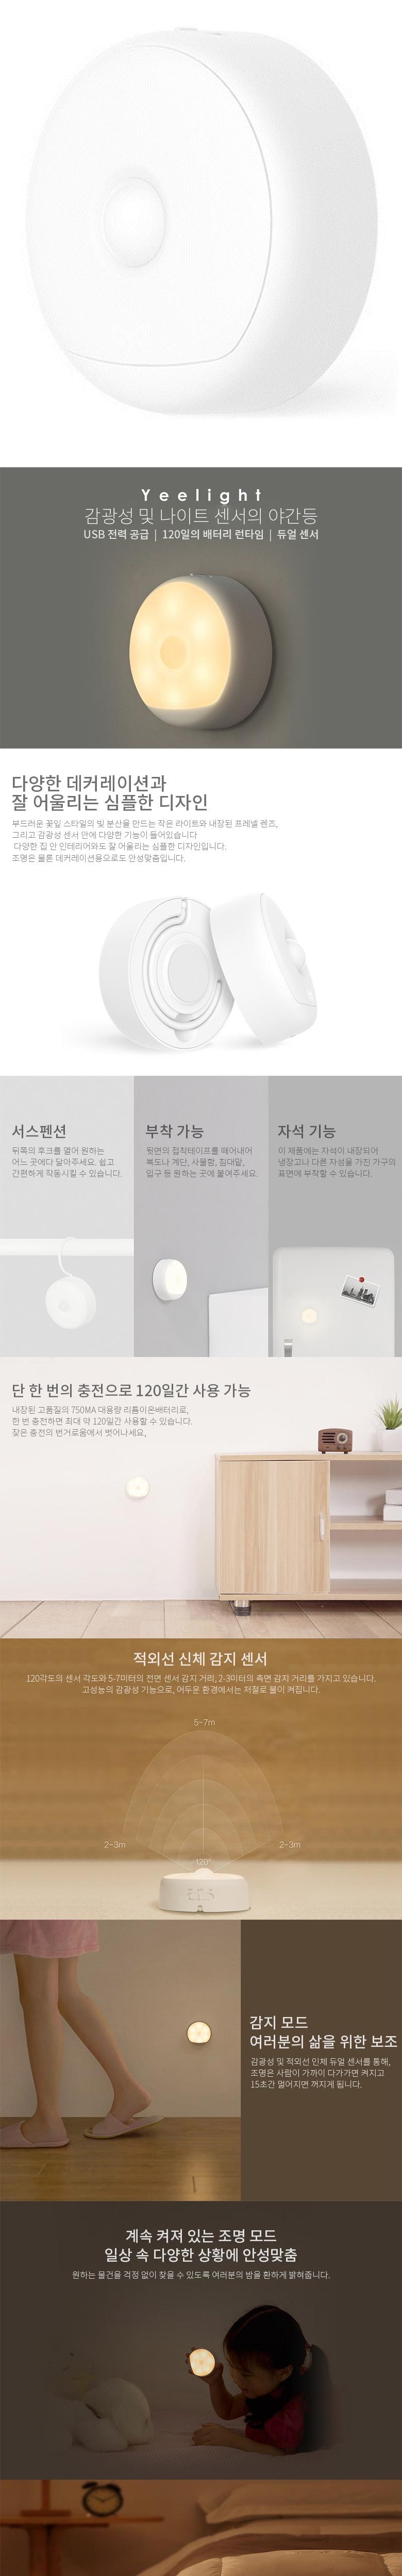 Yeelight
감광성 및 나이트 센서의 야간등
USB 전력 공급 | 120일의 배터리 런타임 | 듀얼 센서
다양한 데커레이션과
잘 어울리는 심플한 디자인
부드러운 꽃잎 스타일의 빛 분산을 만드는 작은 라이트와 내장된 프레넬 렌즈,
그리고 감광성 센서 안에 다양한 기능이 들어있습니다
다양한 집 안 인테리어와도 잘 어울리는 심플한 디자인입니다.
조명은 물론 데커레이션용으로도 안성맞춤입니다.
서스펜션
뒤쪽의 후크를 열어 원하는
어느 곳에다 달아주세요. 쉽고
간편하게 작동시킬 수 있습니다.
부착 가능
뒷면의 접착테이프를 떼어내어
복도나 계단, 사물함, 침대맡,
입구 등 원하는 곳에 붙여주세요.
자석 기능
이 제품에는 자석이 내장되어
냉장고나 다른 자성을 가진 가구의
표면에 부착할 수 있습니다.
단 한 번의 충전으로 120일간 사용 가능
내장된 고품질의 750MA 대용량 리튬이온배터리로,
한 번 충전하면 최대 약 120일간 사용할 수 있습니다.
잦은 충전의 번거로움에서 벗어나세요,
적외선 신체 감지 센서
120각도의 센서 각도와 5-7미터의 전면 센서 감지 거리, 2-3미터의 측면 감지 거리를 가지고 있습니다.
고성능의 감광성 기능으로, 어두운 환경에서는 저절로 불이 켜집니다.
5-7m
2-3m
2-3m
120°
감지 모드
여러분의 삶을 위한 보조
감광성 및 적외선 인체 듀얼 센서를 통해,
조명은 사람이 가까이 다가가면 켜지고
15초간 멀어지면 꺼지게 됩니다.
계속 켜져 있는 조명 모드
일상 속 다양한 상황에 안성맞춤
원하는 물건을 걱정 없이 찾을 수 있도록 여러분의 밤을 환하게 밝혀줍니다.